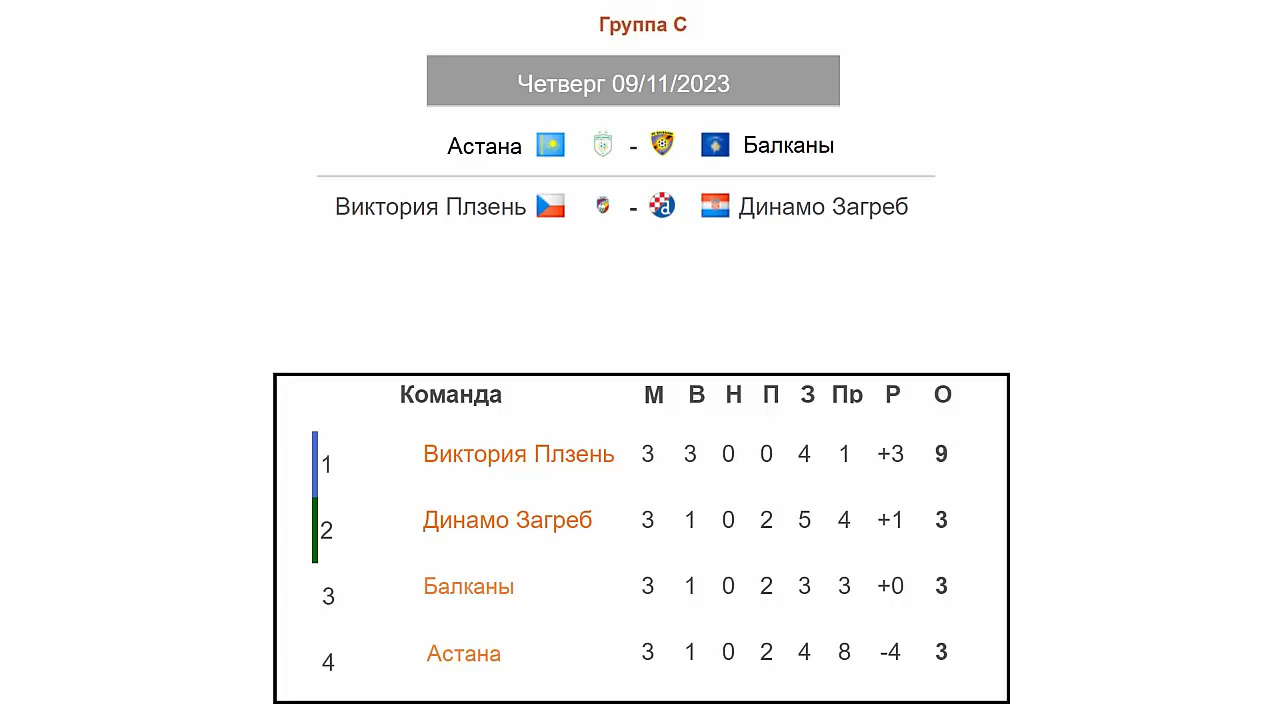 Группа С
Четверг 09/11/2023
Астана - Балканы
Виктория Плзень - Динамо Загреб
Команда М В Н П З Пр Р О
1 Виктория Плзень 3 3 0 0 4 1 +3 9
2 Динамо Загреб 3 1 0 2 5 4 +1 3
3 Балканы 3 1 0 2 3 3 +0 3
4 Астана 3 1 0 2 4 8 -4 3